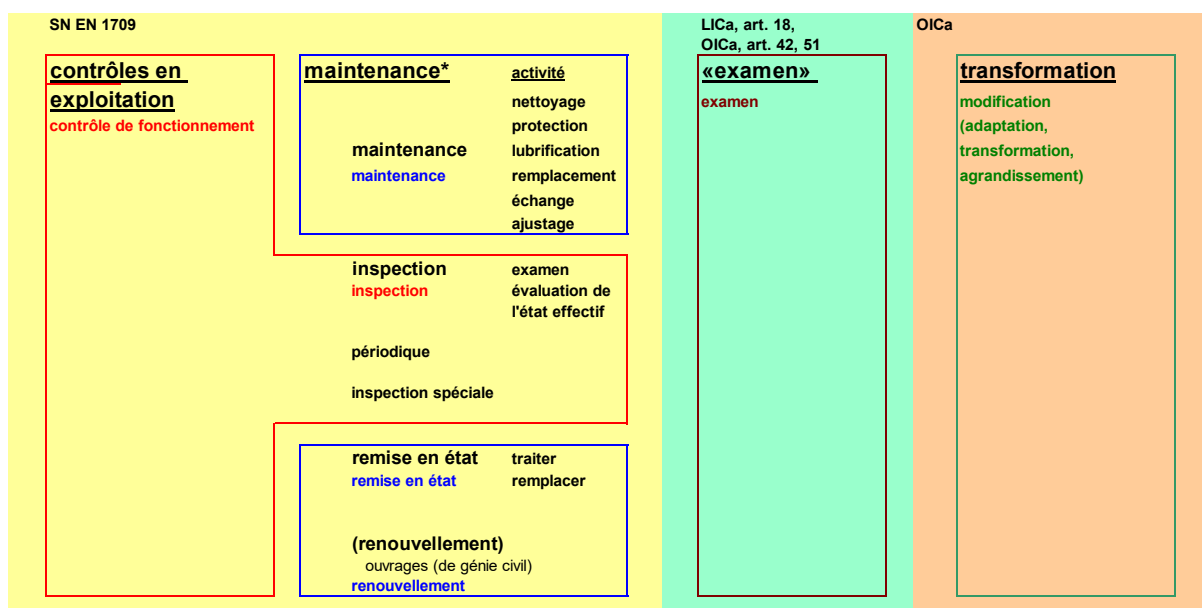 SN EN 1709
LICa, art. 18,
OICa, art. 42, 51
OICa
contrôles en
exploitation
contrôle de fonctionnement
maintenance*
activité
nettoyage
protection
maintenance
lubrification
maintenance
remplacement
échange
ajustage
inspection
examen
inspection
évaluation de
l'état effectif
périodique
inspection spéciale
remise en état
traiter
remise en état
remplacer
(renouvellement)
ouvrages (de génie civil)
renouvellement
«examen»
examen
transformation
modification
(adaptation,
transformation,
agrandissement)